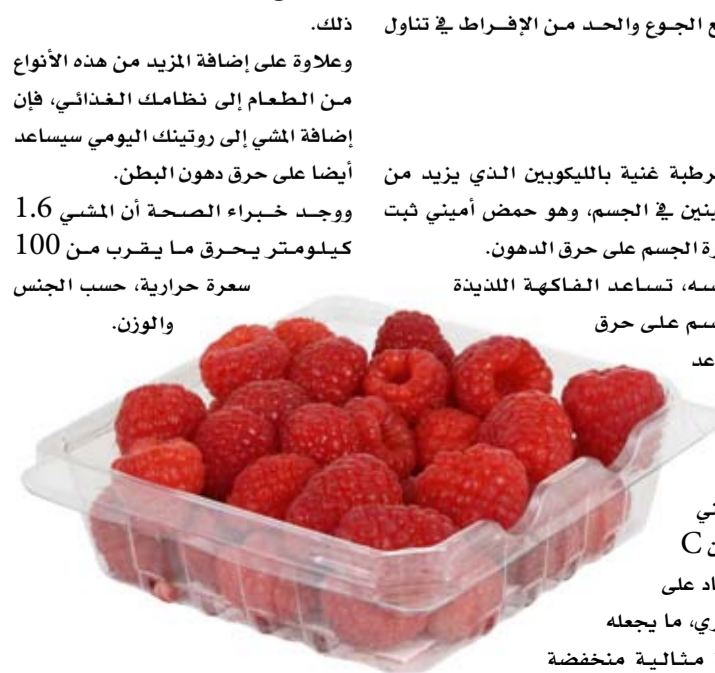 ع الجوع والحد من الإفراط في تناول
رطبة غنية بالليكوبين الذي يزيد من
ينين في الجسم، وهو حمض أميني ثبت
رة الجسم على حرق الدهون.
سه، تساعد الفاكهة اللذيذة
سم على حرق
عد
ني
ن C
اد على
ري، ما يجعله
مثالية منخفضة
ذلك.
وعلاوة على إضافة المزيد من هذه الأنواع
من الطعام إلى نظامك الغذائي، فإن
إضافة المشي إلى روتينك اليومي سيساعد
أيضا على حرق دهون البطن.
ووجد خبراء الصحة أن المشي 1.6
كيلومتر يحرق ما يقرب من 100
سعرة حرارية، حسب الجنس
والوزن.